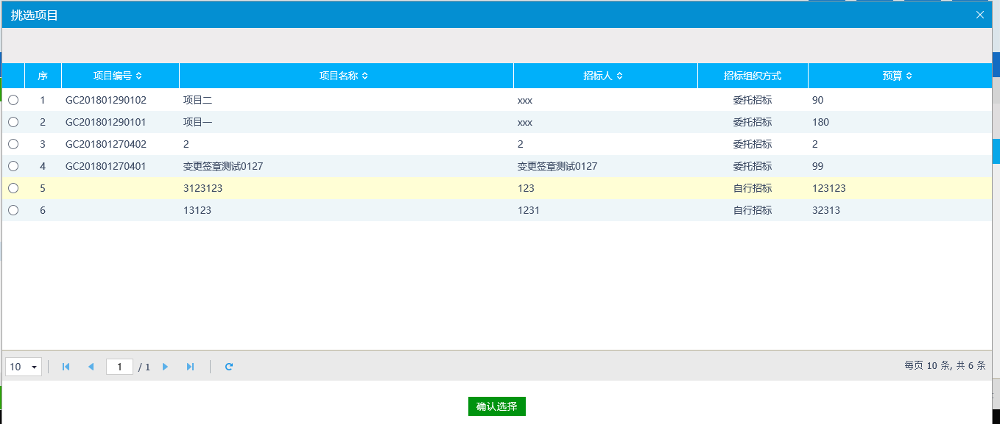 挑选项目
序 项目编号 项目名称 招标人 招标组织方式 预算
1 GC201801290102 项目二 xxx 委托招标 90
2 GC201801290101 项目一 xxx 委托招标 180
3 GC201801270402 2 2 委托招标 2
4 GC201801270401 变更签章测试0127 变更签章测试0127 委托招标 99
5 3123123 123 自行招标 123123
6 13123 1231 自行招标 32313
10 1 / 1 每页 10 条, 共 6 条
确认选择